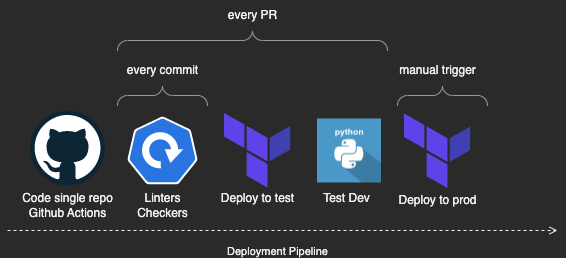 every PR
every commit
manual trigger
python
Code single repo
Github Actions
Linters
Checkers
Deploy to test
Test Dev
Deploy to prod
Deployment Pipeline